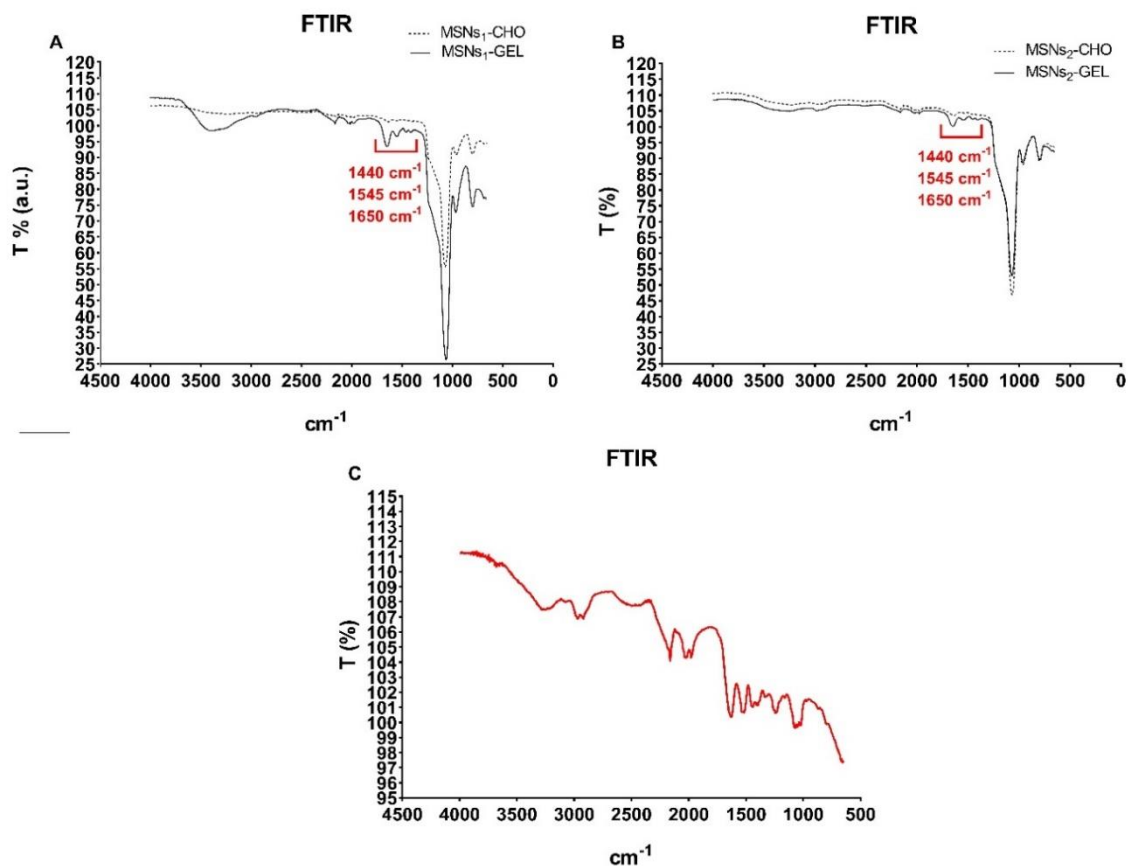 FTIR
A
MSNs₁-CHO
MSNs₁-GEL
120
115
110
105
100
95
90
85
80
75
70
65
60
55
50
45
40
35
30
25
T % (a.u.)
1440 cm⁻¹
1545 cm⁻¹
1650 cm⁻¹
4500 4000 3500 3000 2500 2000 1500 1000 500 0
cm⁻¹
FTIR
B
MSNs₂-CHO
MSNs₂-GEL
120
115
110
105
100
95
90
85
80
75
70
65
60
55
50
45
40
35
30
25
T (%)
1440 cm⁻¹
1545 cm⁻¹
1650 cm⁻¹
4500 4000 3500 3000 2500 2000 1500 1000 500 0
cm⁻¹
FTIR
C
115
114
113
112
111
110
109
108
107
106
105
104
103
102
101
100
99
98
97
96
95
T (%)
4500 4000 3500 3000 2500 2000 1500 1000 500
cm⁻¹